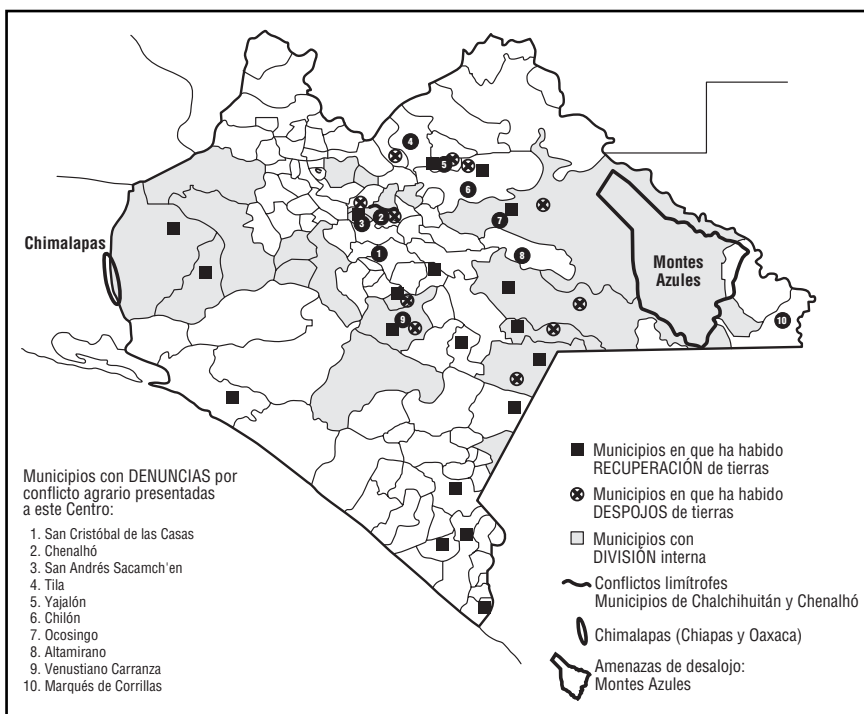 Chimalapas
Montes
Azules
4
5
6
2
3
7
1
8
9
10
Municipios con DENUNCIAS por
conflicto agrario presentadas
a este Centro:
1. San Cristóbal de las Casas
2. Chenalhó
3. San Andrés Sacamch'en
4. Tila
5. Yajalón
6. Chilón
7. Ocosingo
8. Altamirano
9. Venustiano Carranza
10. Marqués de Corrillas
Municipios en que ha habido
RECUPERACIÓN de tierras
Municipios en que ha habido
DESPOJOS de tierras
Municipios con
DIVISIÓN interna
Conflictos limítrofes
Municipios de Chalchihuitán y Chenalhó
Chimalapas (Chiapas y Oaxaca)
Amenazas de desalojo:
Montes Azules